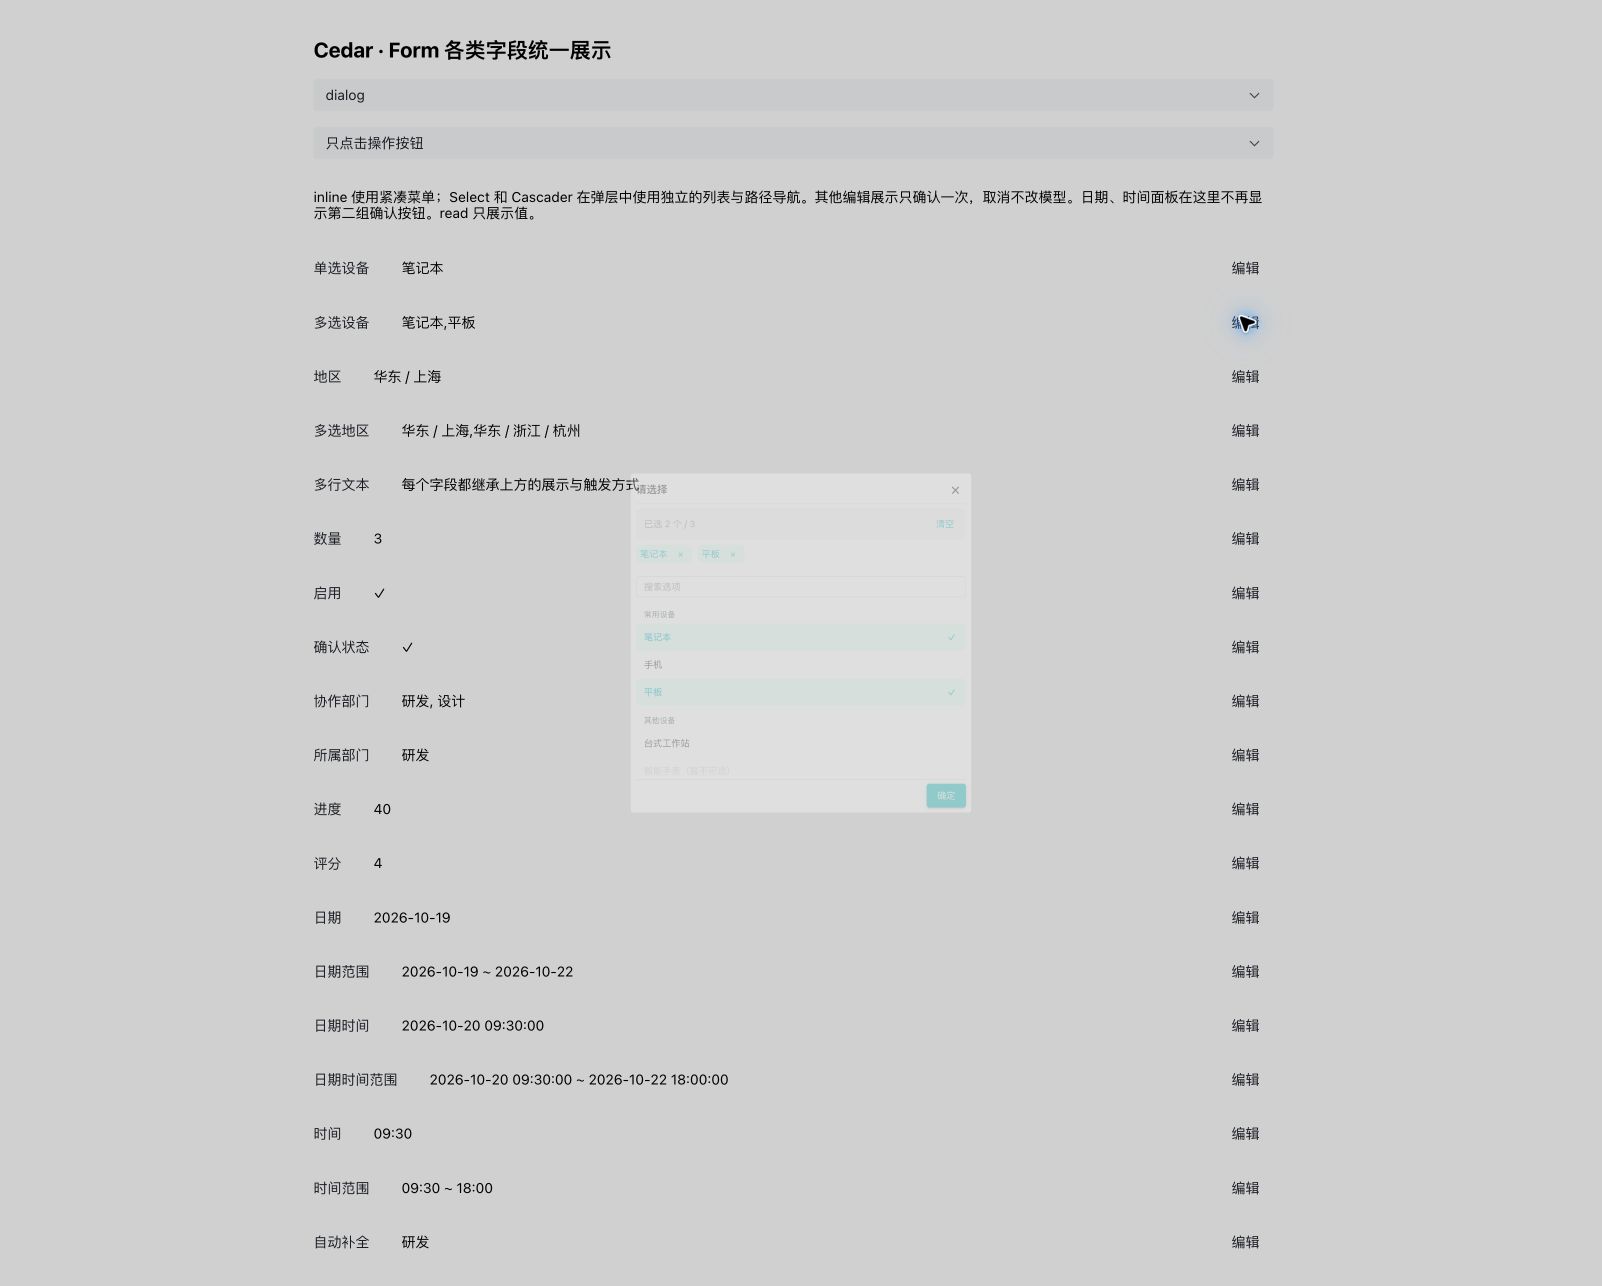 Cedar · Form 各类字段统一展示
dialog
只点击操作按钮
inline 使用紧凑菜单；Select 和 Cascader 在弹层中使用独立的列表与路径导航。其他编辑展示只确认一次，取消不改模型。日期、时间面板在这里不再显
示第二组确认按钮。read 只展示值。
单选设备 笔记本 编辑
多选设备 笔记本,平板 编辑
地区 华东 / 上海 编辑
多选地区 华东 / 上海,华东 / 浙江 / 杭州 编辑
多行文本 每个字段都继承上方的展示与触发方式 编辑
数量 3 编辑
启用 ✓ 编辑
确认状态 ✓ 编辑
协作部门 研发, 设计 编辑
所属部门 研发 编辑
进度 40 编辑
评分 4 编辑
日期 2026-10-19 编辑
日期范围 2026-10-19 ~ 2026-10-22 编辑
日期时间 2026-10-20 09:30:00 编辑
日期时间范围 2026-10-20 09:30:00 ~ 2026-10-22 18:00:00 编辑
时间 09:30 编辑
时间范围 09:30 ~ 18:00 编辑
自动补全 研发 编辑
请选择
已选 2 个 / 3 清空
笔记本 × 平板 ×
搜索选项
常用设备
笔记本 ✓
手机
平板 ✓
其他设备
台式工作站
智能手表（暂不可选）
确定